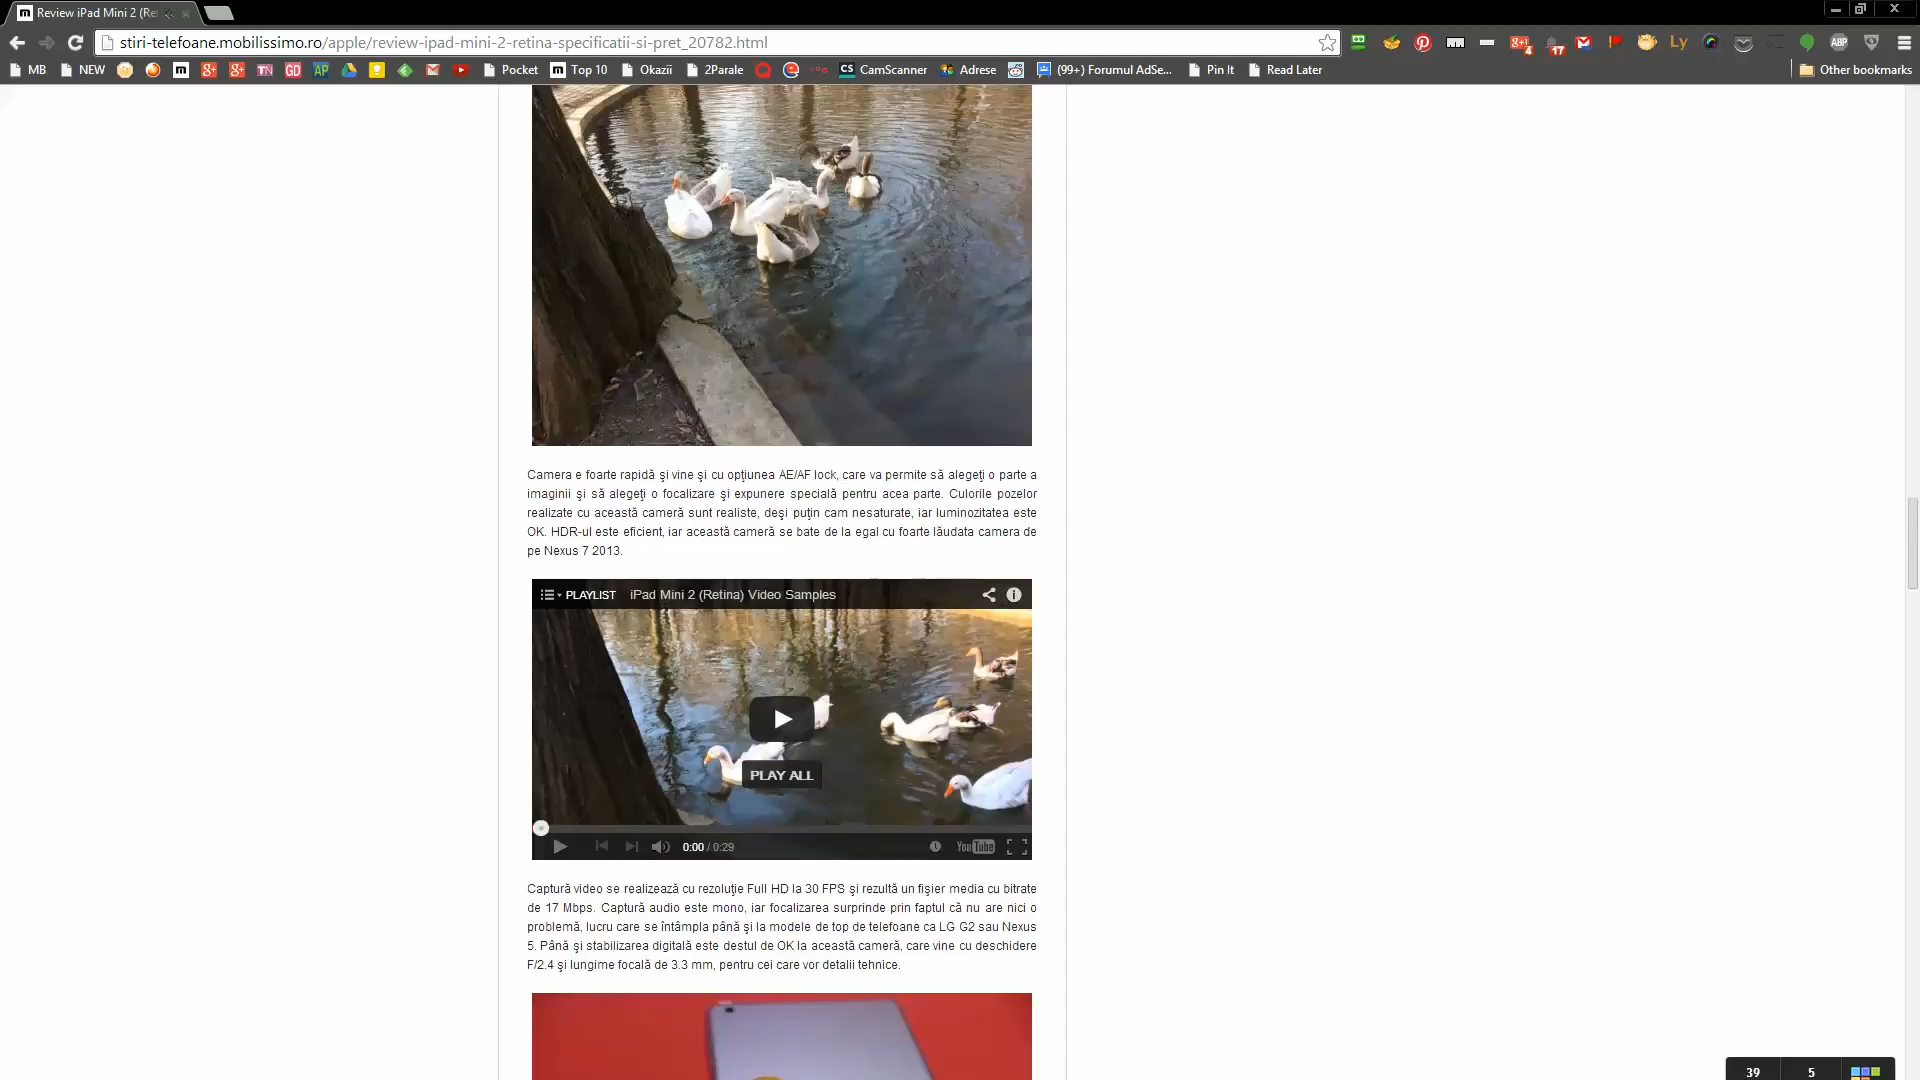 Review iPad Mini 2 (Re
stiri-telefoane.mobilissimo.ro/apple/review-ipad-mini-2-retina-specificatii-si-pret_20782.html
MB NEW TN GD AP Pocket Top 10 Okazii 2Parale CS CamScanner Adrese (99+) Forumul AdSe... Pin It Read Later Other bookmarks
Camera e foarte rapidă şi vine şi cu opţiunea AE/AF lock, care va permite să alegeţi o parte a
imaginii şi să alegeţi o focalizare şi expunere specială pentru acea parte. Culorile pozelor
realizate cu această cameră sunt realiste, deşi puţin cam nesaturate, iar luminozitatea este
OK. HDR-ul este eficient, iar această cameră se bate de la egal cu foarte lăudata camera de
pe Nexus 7 2013.
PLAYLIST iPad Mini 2 (Retina) Video Samples
PLAY ALL
0:00 / 0:29 YouTube
Captură video se realizează cu rezoluţie Full HD la 30 FPS şi rezultă un fişier media cu bitrate
de 17 Mbps. Captură audio este mono, iar focalizarea surprinde prin faptul că nu are nici o
problemă, lucru care se întâmpla până şi la modele de top de telefoane ca LG G2 sau Nexus
5. Până şi stabilizarea digitală este destul de OK la această cameră, care vine cu deschidere
F/2.4 şi lungime focală de 3.3 mm, pentru cei care vor detalii tehnice.
39 5